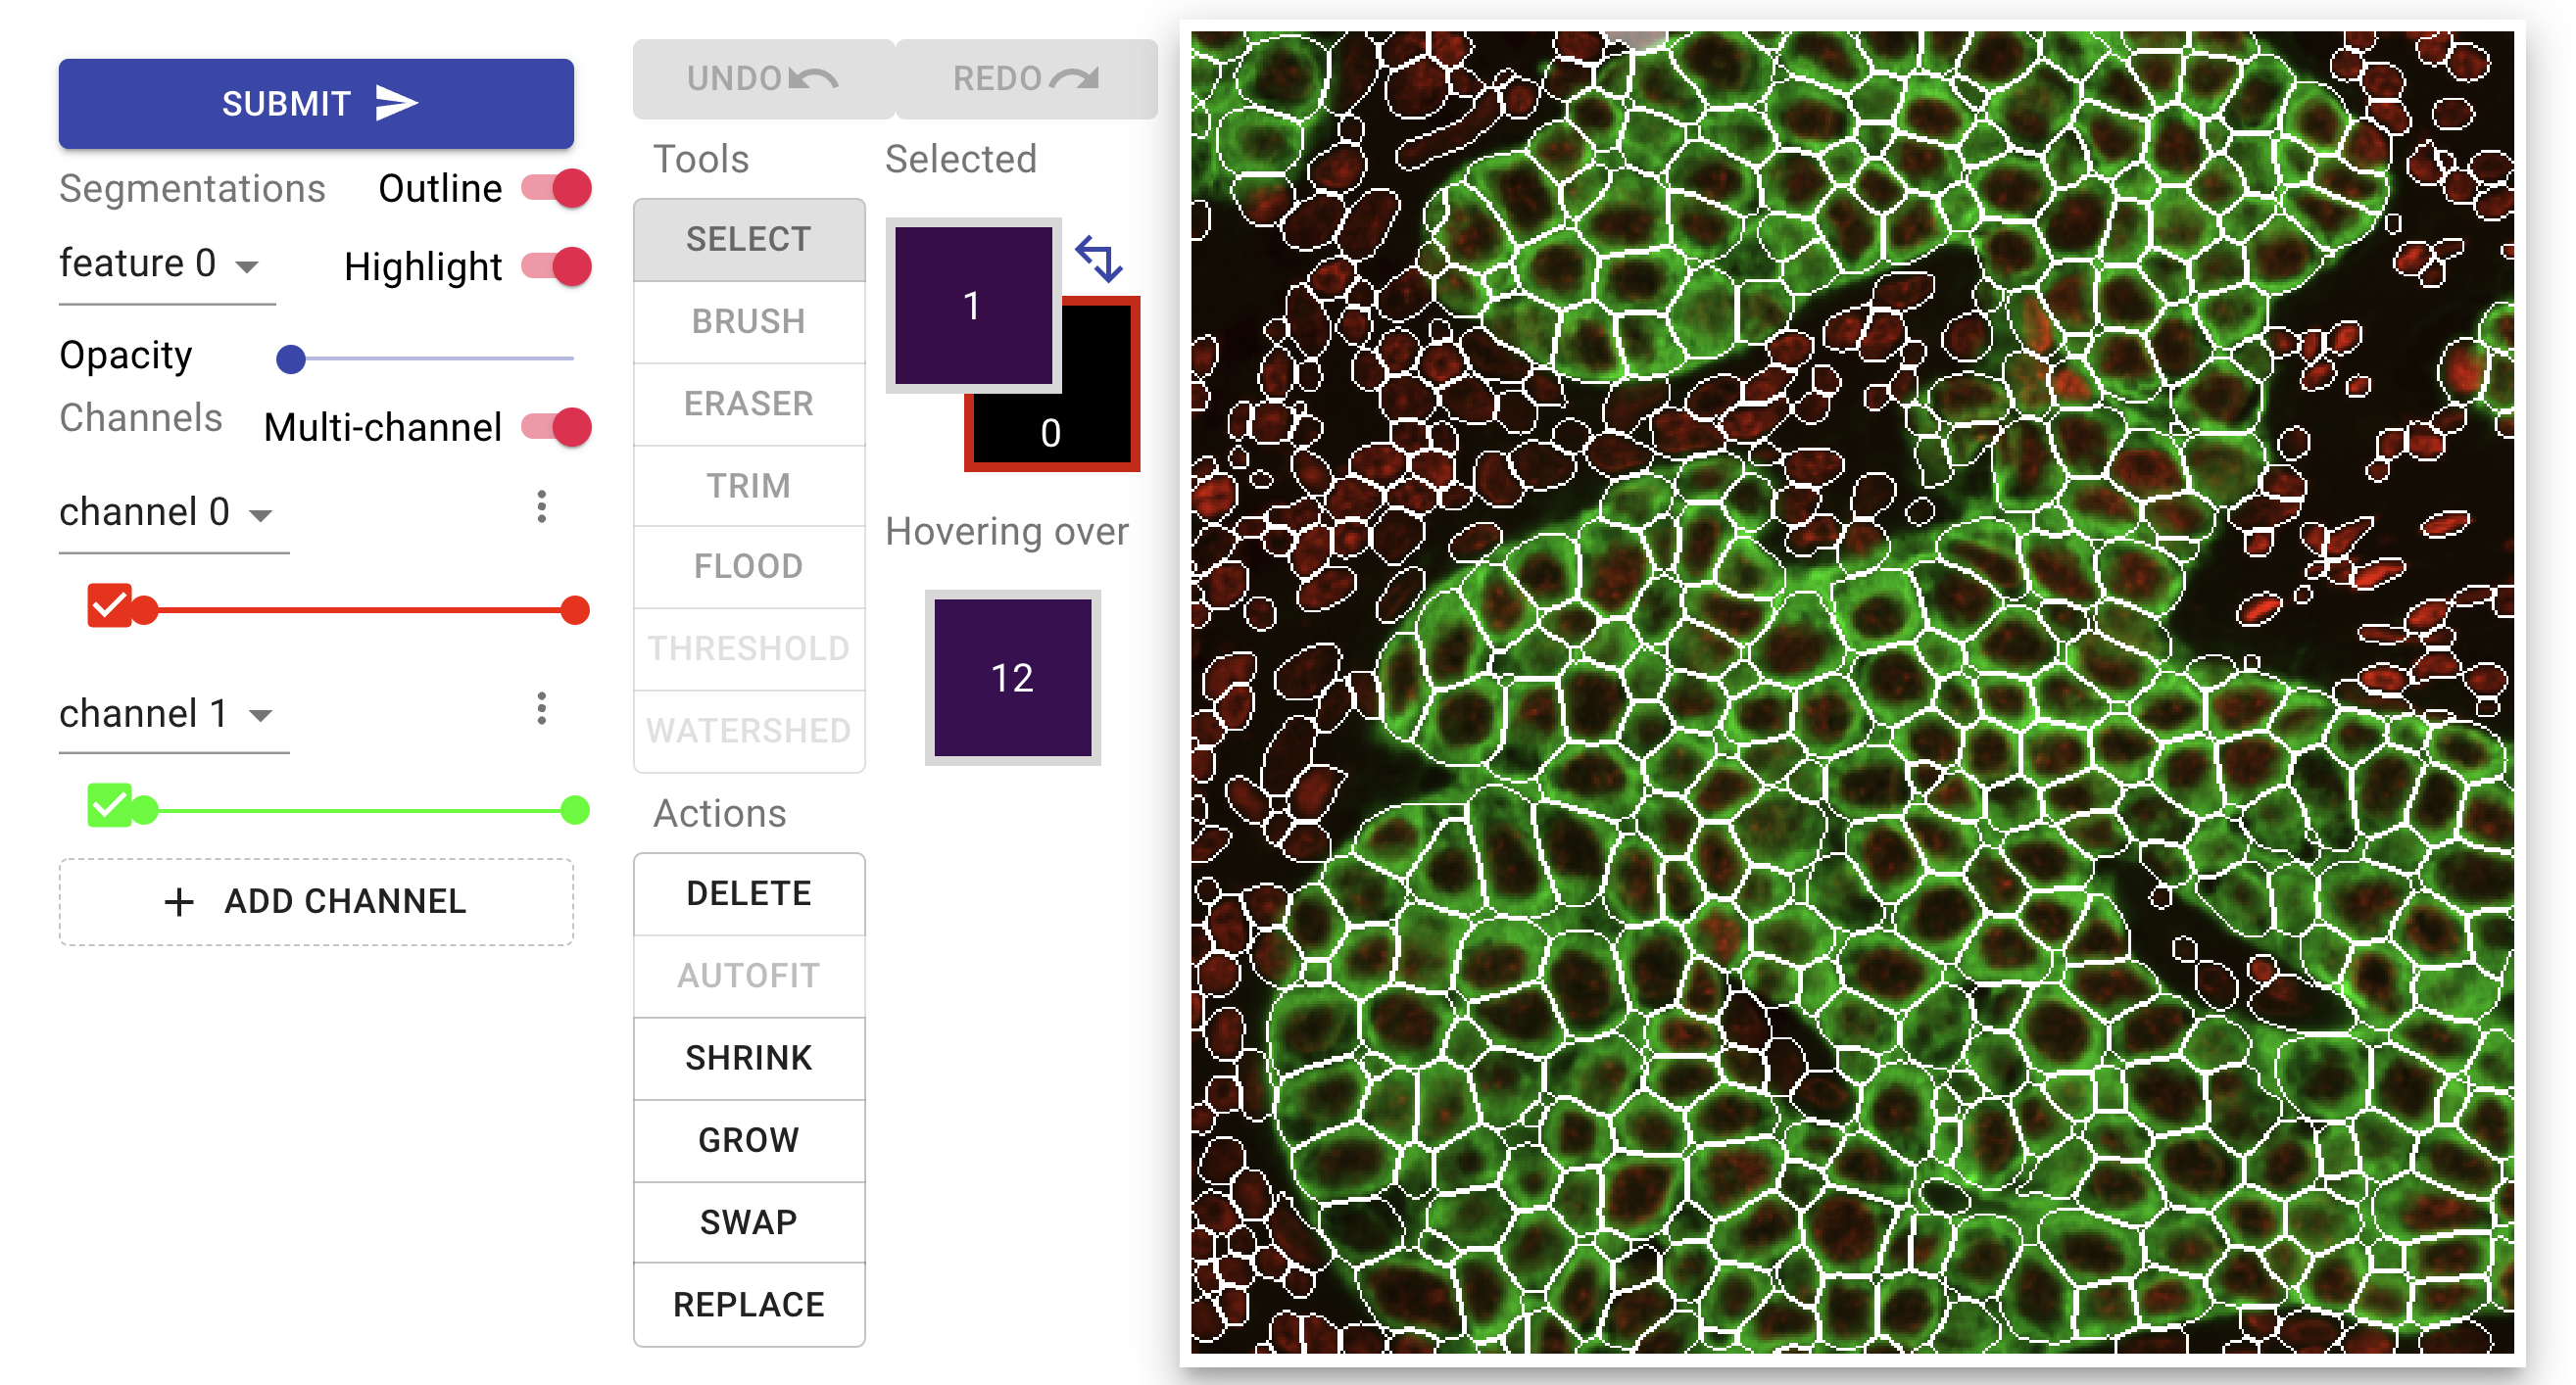 SUBMIT
Segmentations
Outline
feature 0
Highlight
Opacity
Channels
Multi-channel
channel 0
channel 1
ADD CHANNEL
UNDO
REDO
Tools
SELECT
BRUSH
ERASER
TRIM
FLOOD
THRESHOLD
WATERSHED
Actions
DELETE
AUTOFIT
SHRINK
GROW
SWAP
REPLACE
Selected
1
0
Hovering over
12